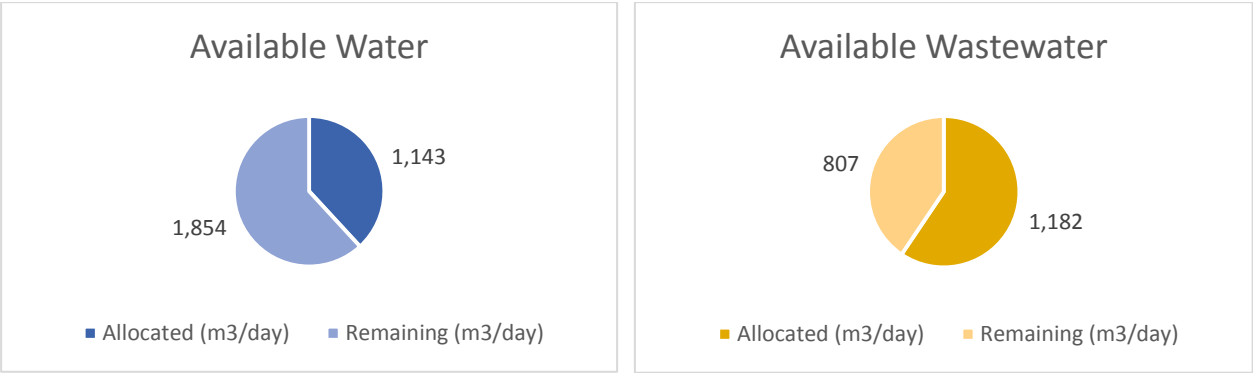 Available Water
1,143
1,854
Allocated (m3/day) Remaining (m3/day)
Available Wastewater
807
1,182
Allocated (m3/day) Remaining (m3/day)